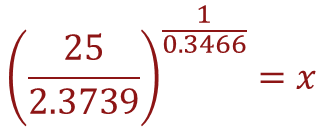 (25/2.3739)^(1/0.3466) = x